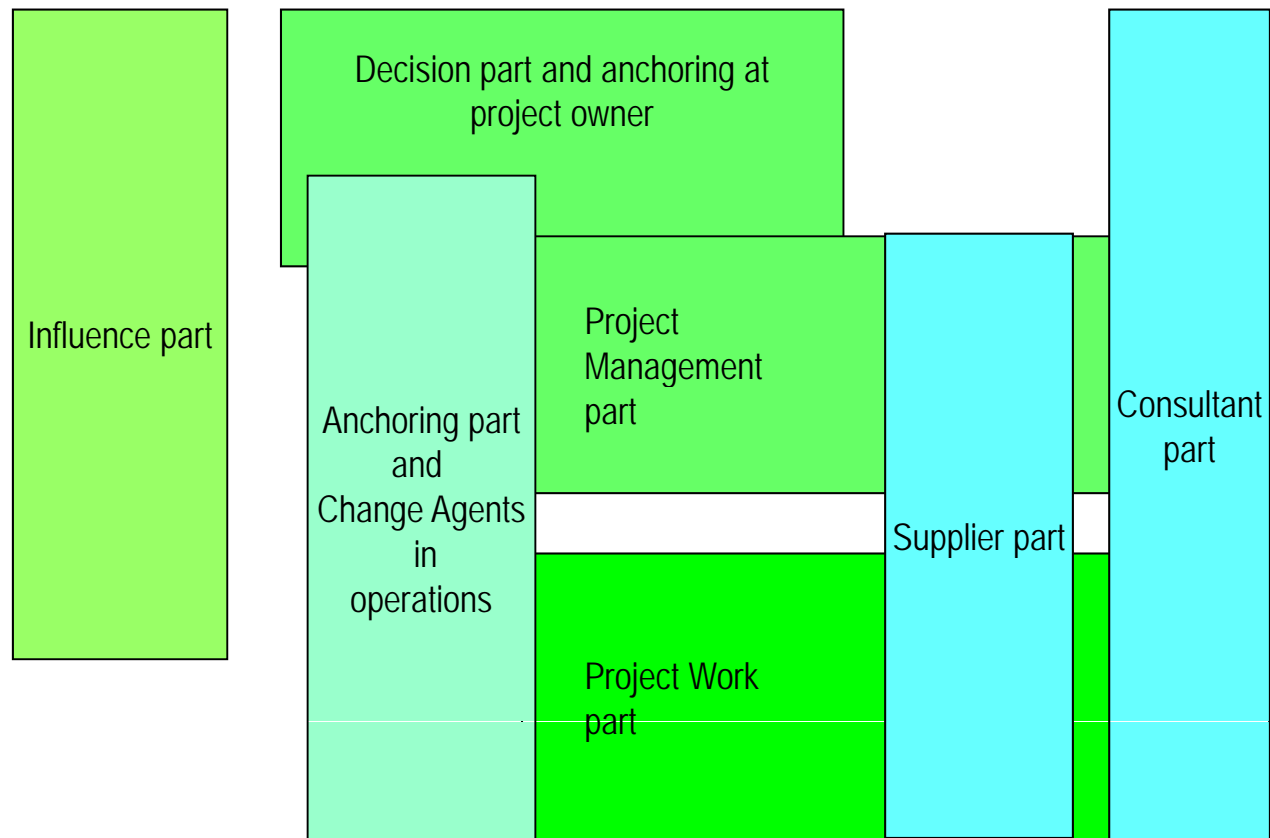 Decision part and anchoring at
project owner
Influence part
Anchoring part
and
Change Agents
in
operations
Project
Management
part
Project Work
part
Supplier part
Consultant
part